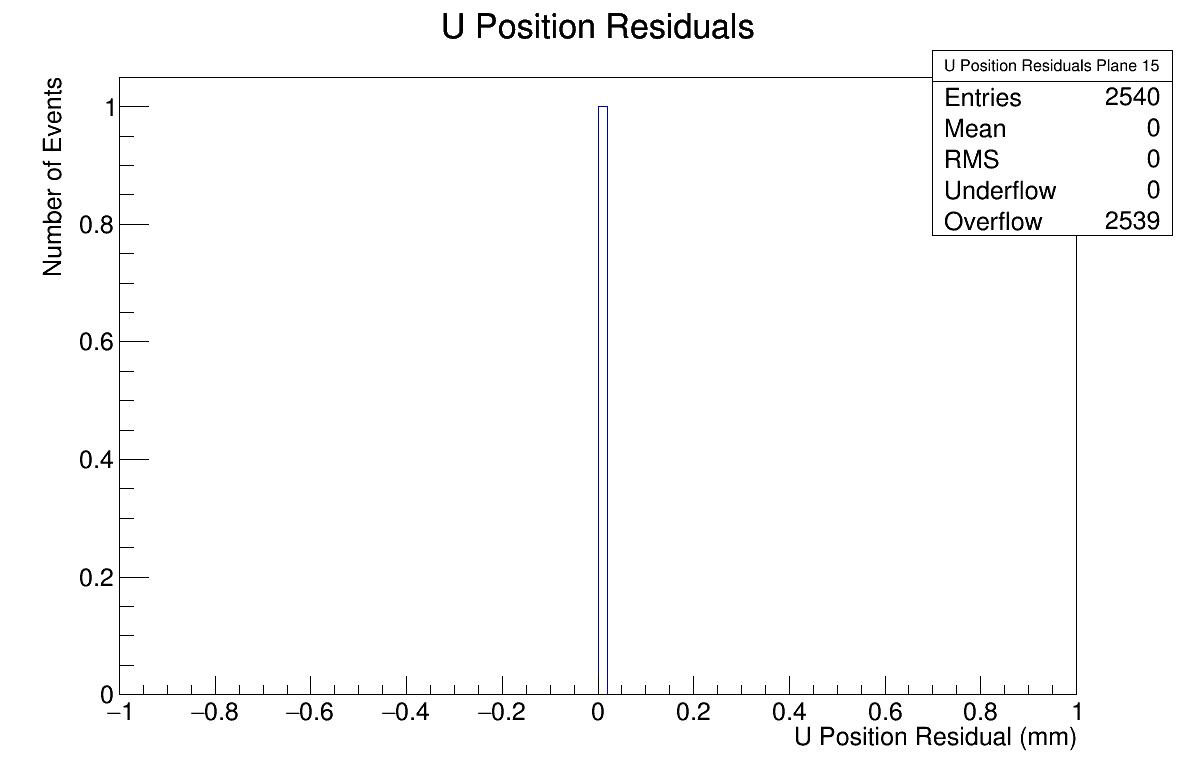 U Position Residuals
U Position Residuals Plane 15
Entries 2540
Mean 0
RMS 0
Underflow 0
Overflow 2539
Number of Events
1
0.8
0.6
0.4
0.2
0
−1 −0.8 −0.6 −0.4 −0.2 0 0.2 0.4 0.6 0.8 1
U Position Residual (mm)